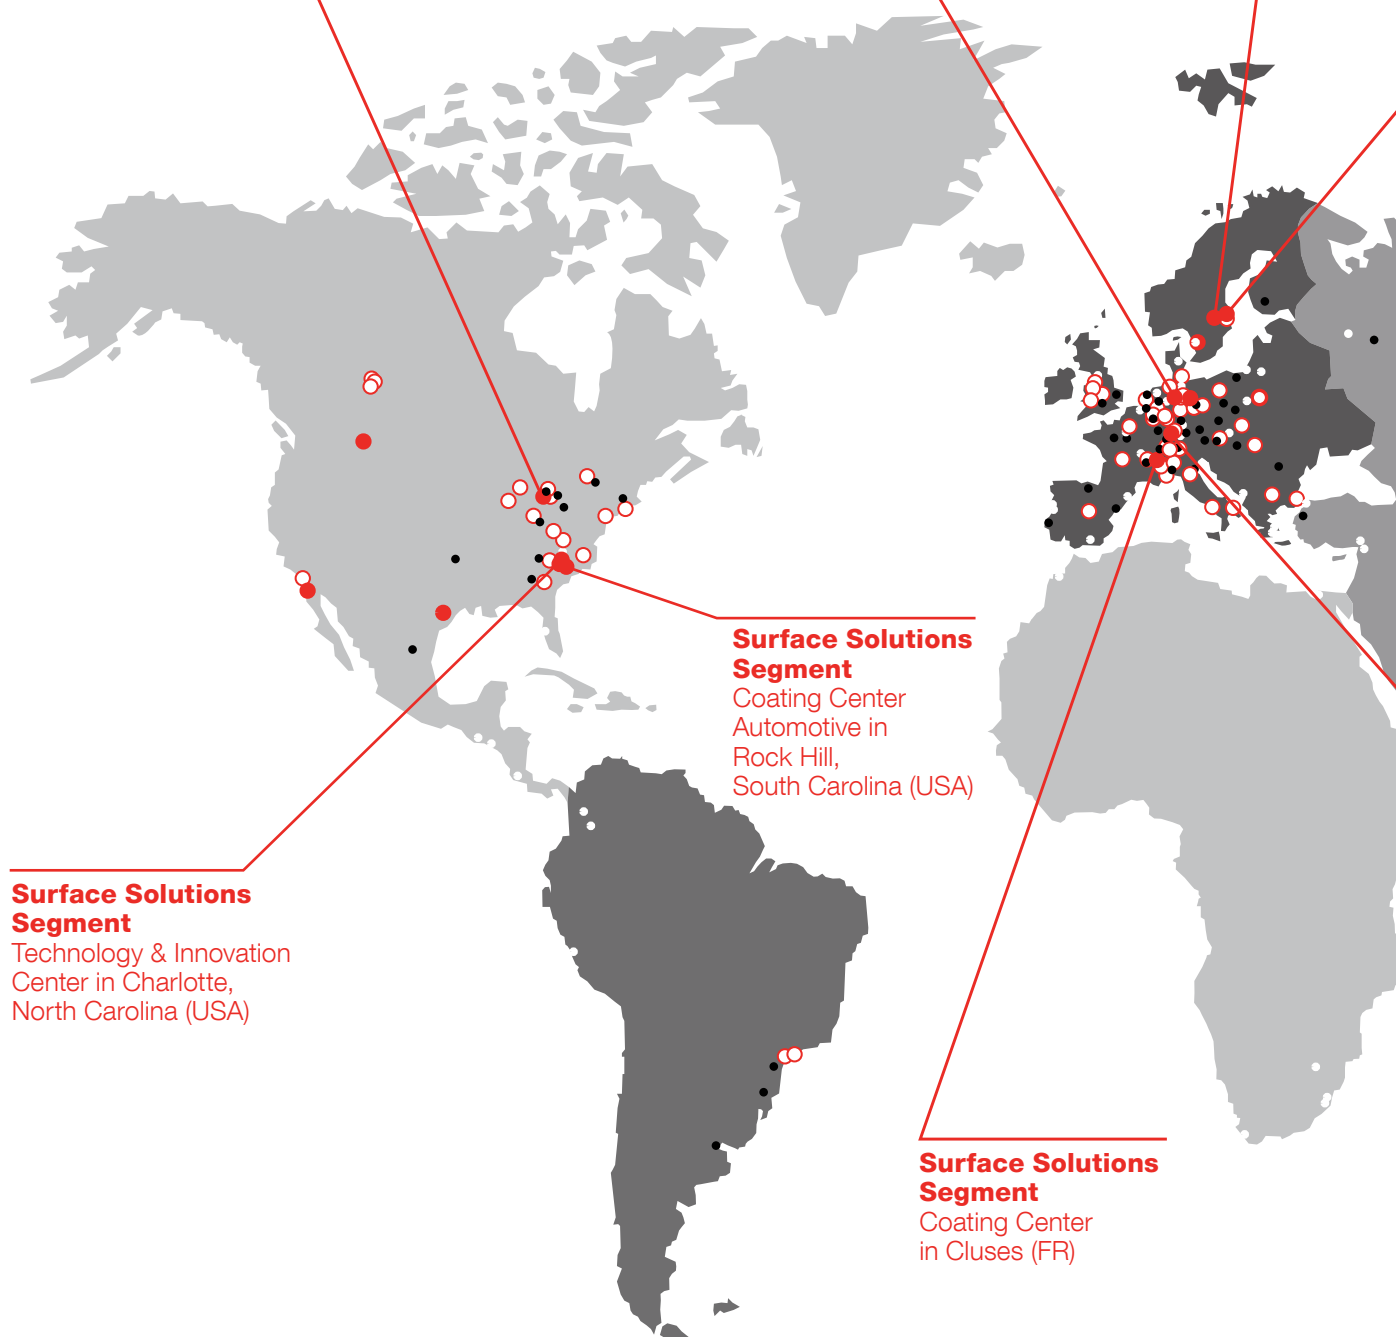 Surface Solutions
Segment
Coating Center
Automotive in
Rock Hill,
South Carolina (USA)
Surface Solutions
Segment
Technology & Innovation
Center in Charlotte,
North Carolina (USA)
Surface Solutions
Segment
Coating Center
in Cluses (FR)